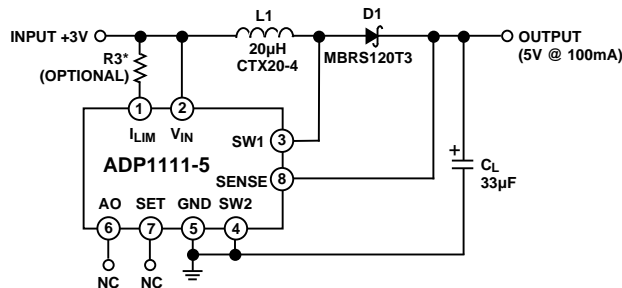 INPUT +3V
R3*
(OPTIONAL)
L1
20µH
CTX20-4
D1
MBRS120T3
OUTPUT
(5V @ 100mA)
1
2
ILIM
VIN
SW1
3
ADP1111-5
SENSE
8
AO
SET
GND
SW2
6
7
5
4
NC
NC
+
CL
33µF